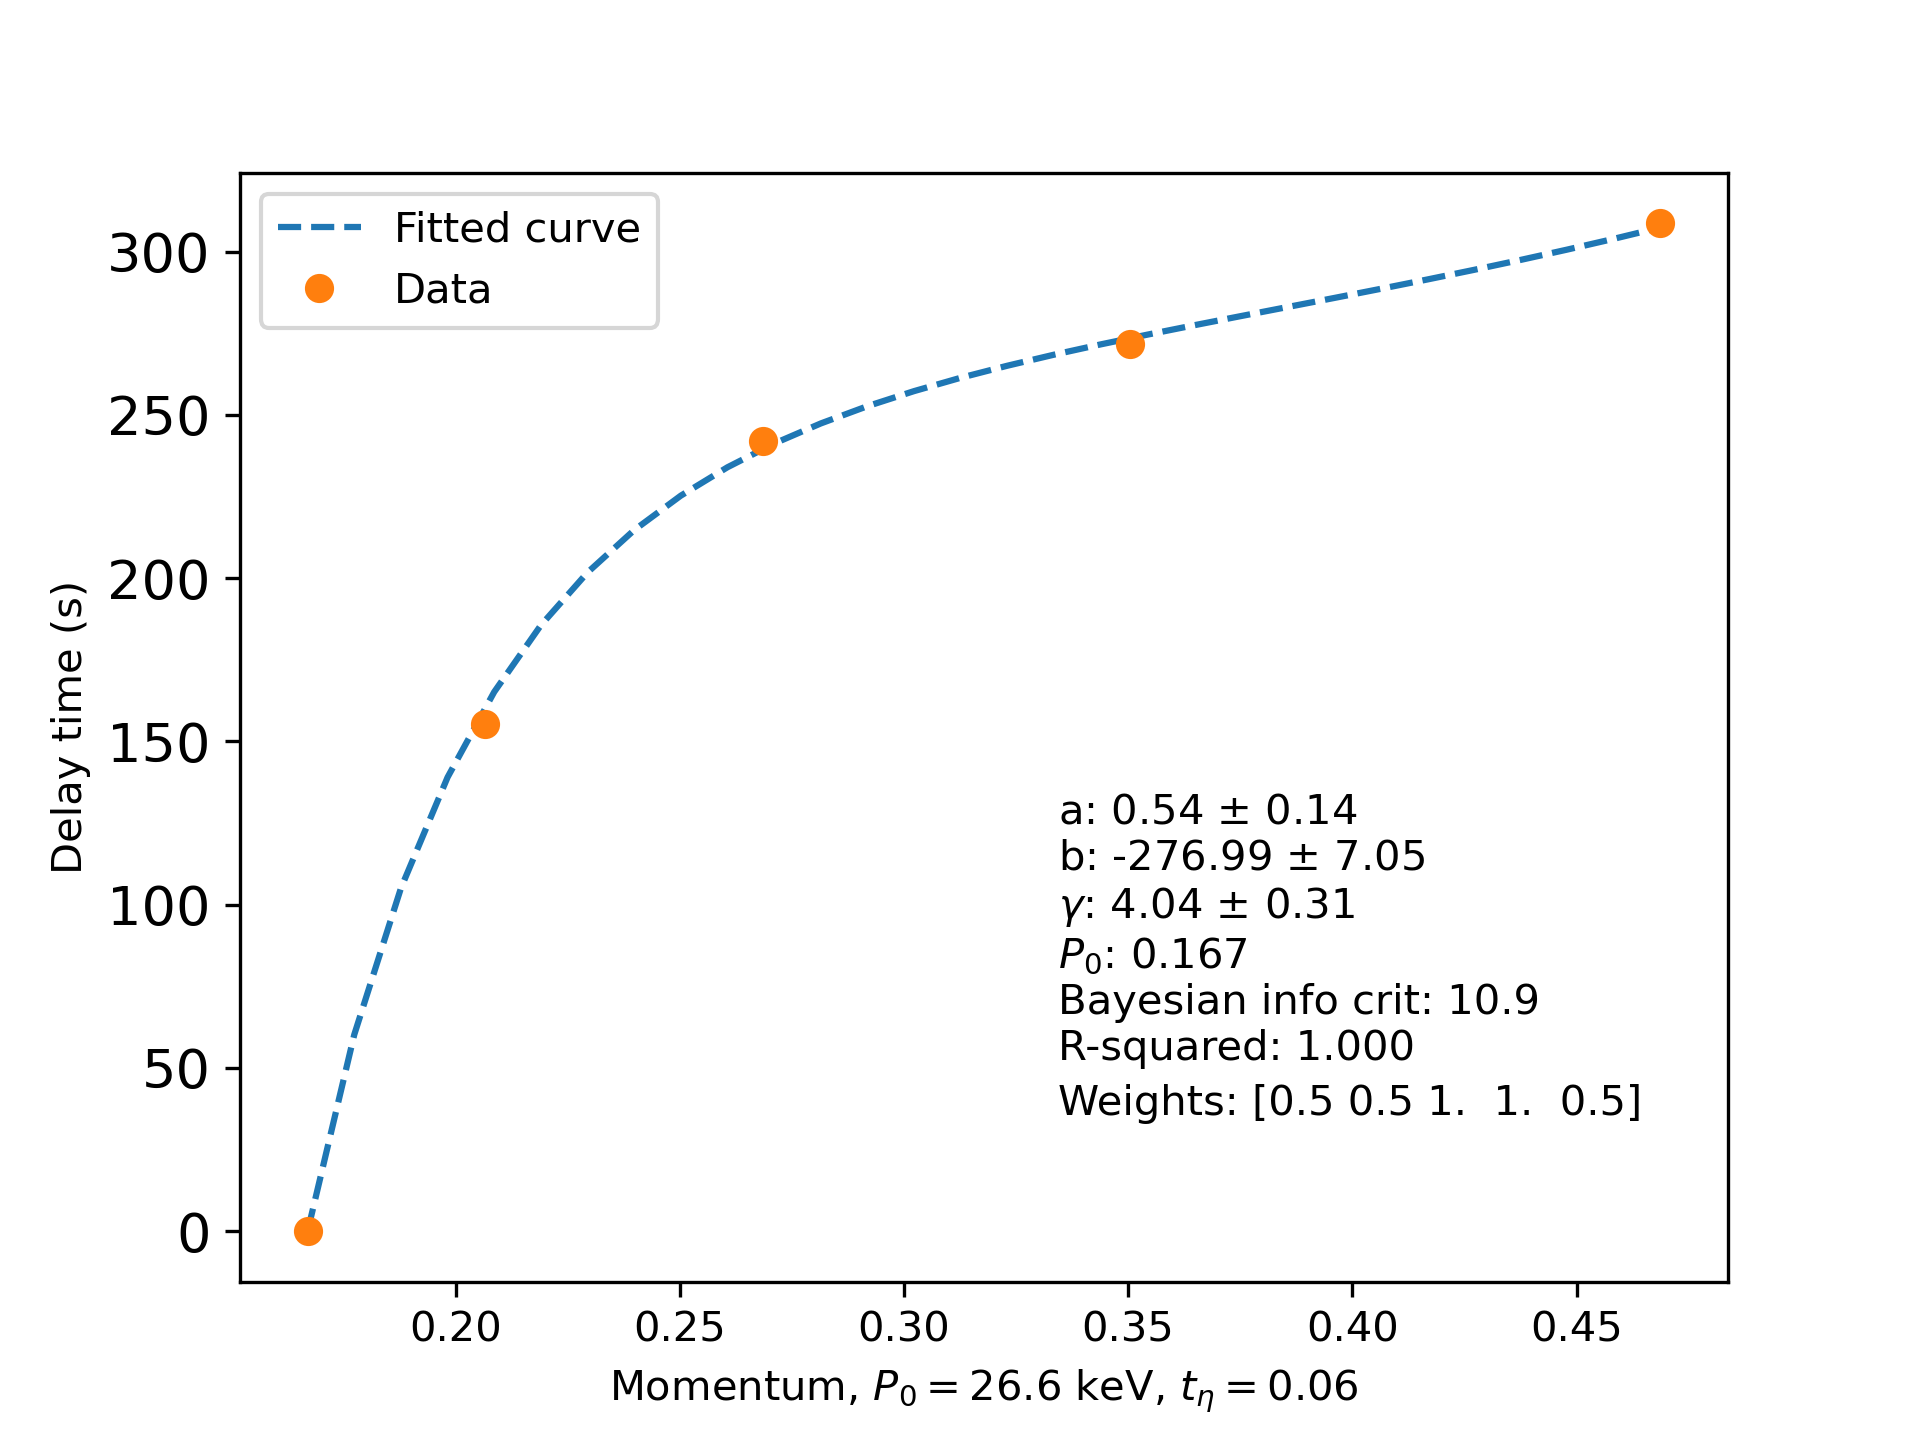 Fitted curve
Data
300
250
200
150
100
50
0
Delay time (s)
a: 0.54 ± 0.14
b: -276.99 ± 7.05
γ: 4.04 ± 0.31
P₀: 0.167
Bayesian info crit: 10.9
R-squared: 1.000
Weights: [0.5 0.5 1.  1.  0.5]
0.20 0.25 0.30 0.35 0.40 0.45
Momentum, P₀ = 26.6 keV, tη = 0.06